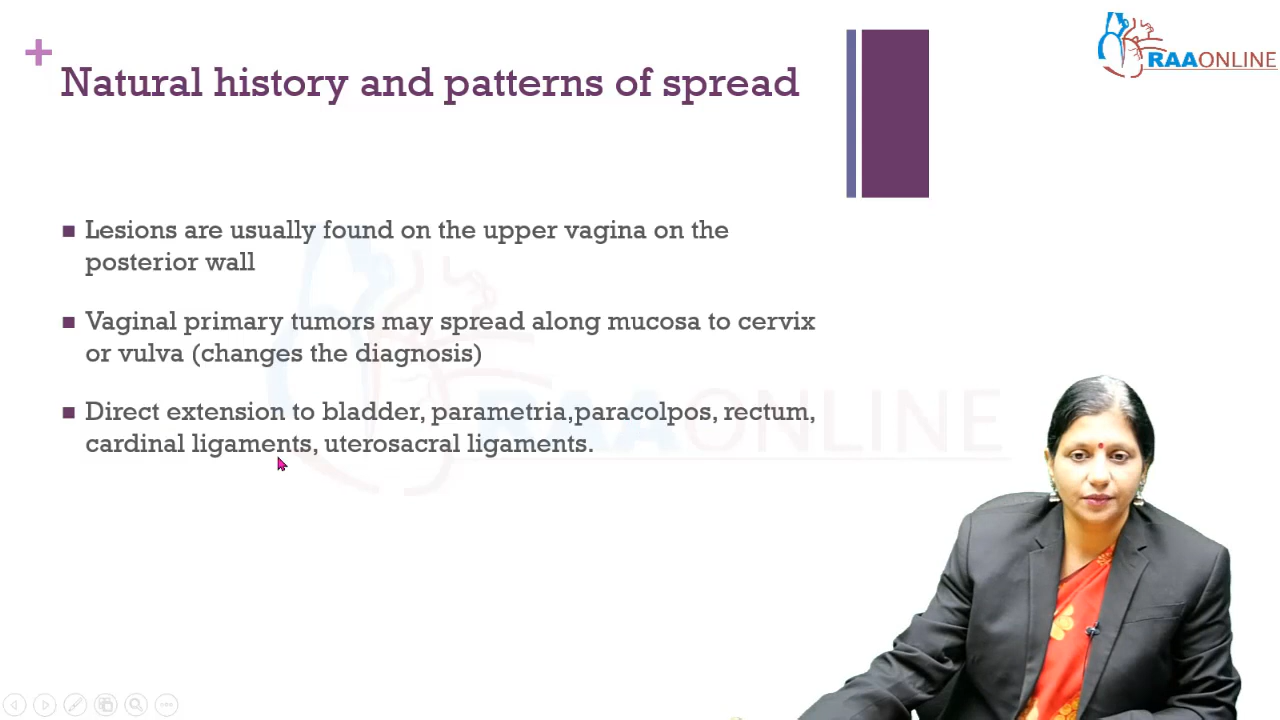 +
Natural history and patterns of spread
RAAONLINE
■ Lesions are usually found on the upper vagina on the
posterior wall
■ Vaginal primary tumors may spread along mucosa to cervix
or vulva (changes the diagnosis)
■ Direct extension to bladder, parametria,paracolpos, rectum,
cardinal ligaments, uterosacral ligaments.
RAAONLINE